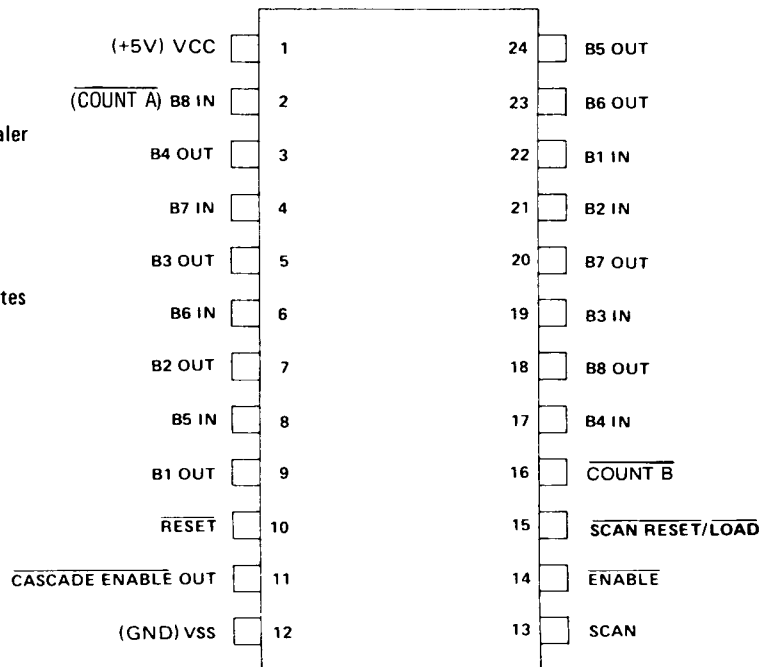 (+5V) VCC 1 24 B5 OUT
(COUNT A) B8 IN 2 23 B6 OUT
aler
B4 OUT 3 22 B1 IN
B7 IN 4 21 B2 IN
B3 OUT 5 20 B7 OUT
tes
B6 IN 6 19 B3 IN
B2 OUT 7 18 B8 OUT
B5 IN 8 17 B4 IN
B1 OUT 9 16 COUNT B
RESET 10 15 SCAN RESET/LOAD
CASCADE ENABLE OUT 11 14 ENABLE
(GND) VSS 12 13 SCAN